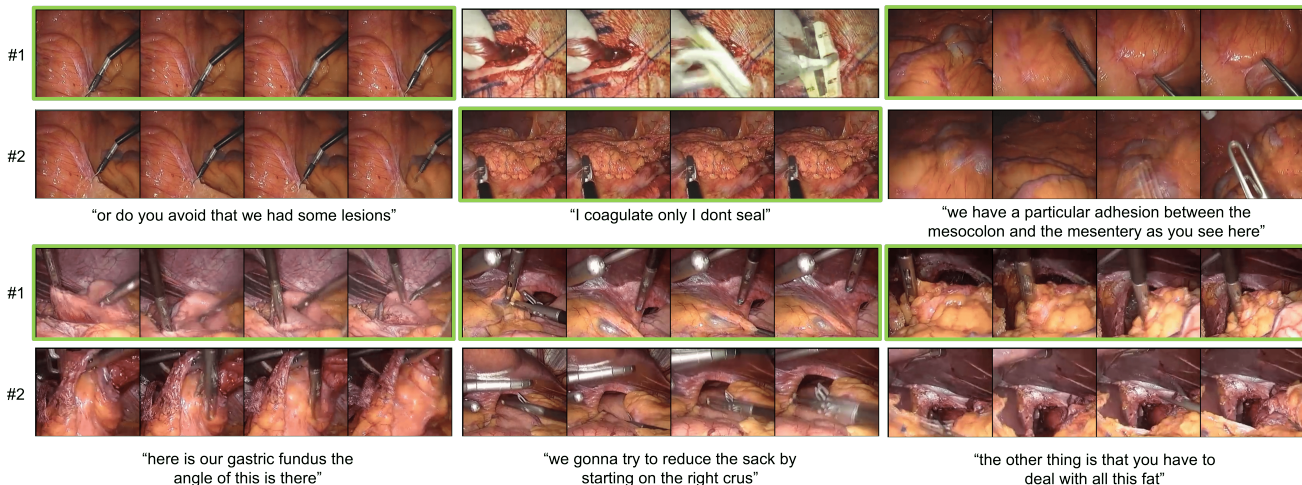 #1
#2
“or do you avoid that we had some lesions”
“I coagulate only I dont seal”
“we have a particular adhesion between the
mesocolon and the mesentery as you see here”
#1
#2
“here is our gastric fundus the
angle of this is there”
“we gonna try to reduce the sack by
starting on the right crus”
“the other thing is that you have to
deal with all this fat”